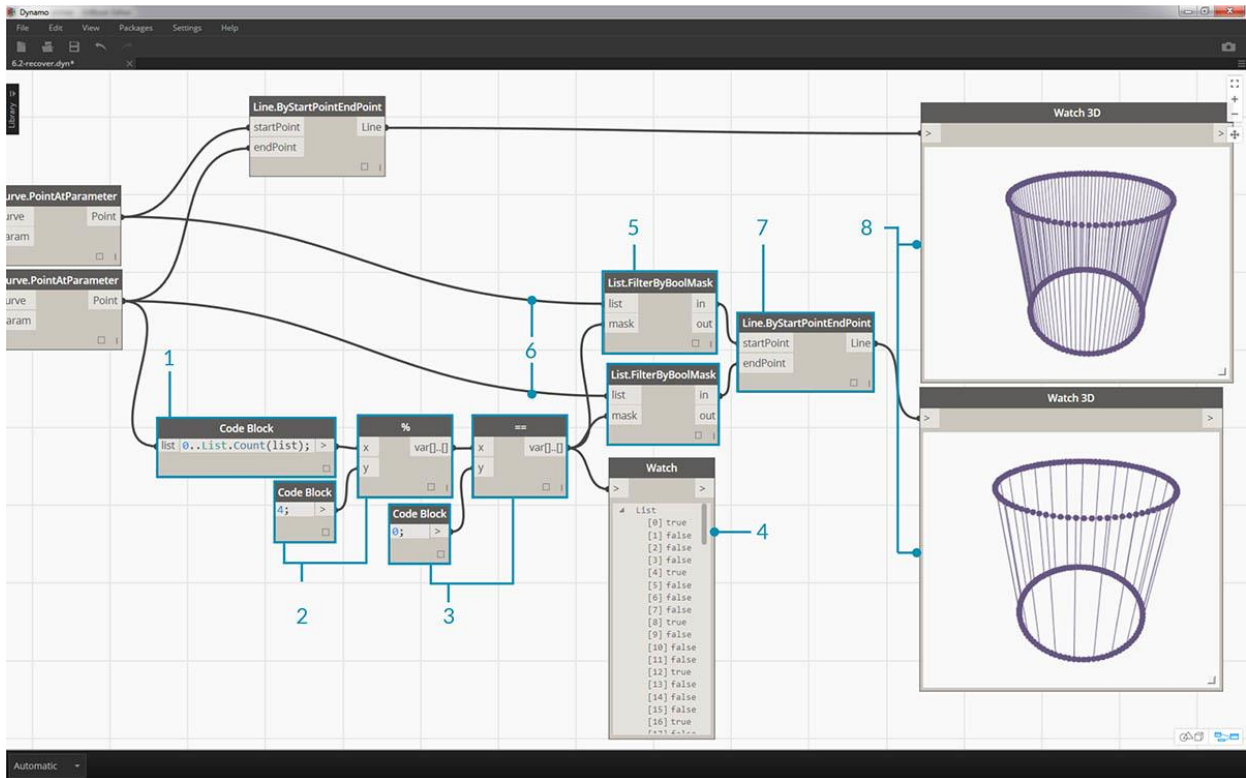 Dynamo
File Edit View Packages Settings Help
6.2-recover.dyn*
Library
Line.ByStartPointEndPoint
startPoint Line
endPoint
Watch 3D
> >
urve.PointAtParameter
urve Point
aram
urve.PointAtParameter
urve Point
aram
5
7
8
List.FilterByBoolMask
list in
mask out
Line.ByStartPointEndPoint
startPoint Line
endPoint
6
1
List.FilterByBoolMask
list in
mask out
Code Block
list 0..List.Count(list); >
%
x var[]..[]
y
==
x var[]..[]
y
Watch 3D
> >
Code Block
4; >
Code Block
0; >
2
3
Watch
> >
List
[0] true
[1] false
[2] false
[3] false
[4] true
[5] false
[6] false
[7] false
[8] true
[9] false
[10] false
[11] false
[12] true
[13] false
[14] false
[15] false
[16] true
[17] false
4
Automatic